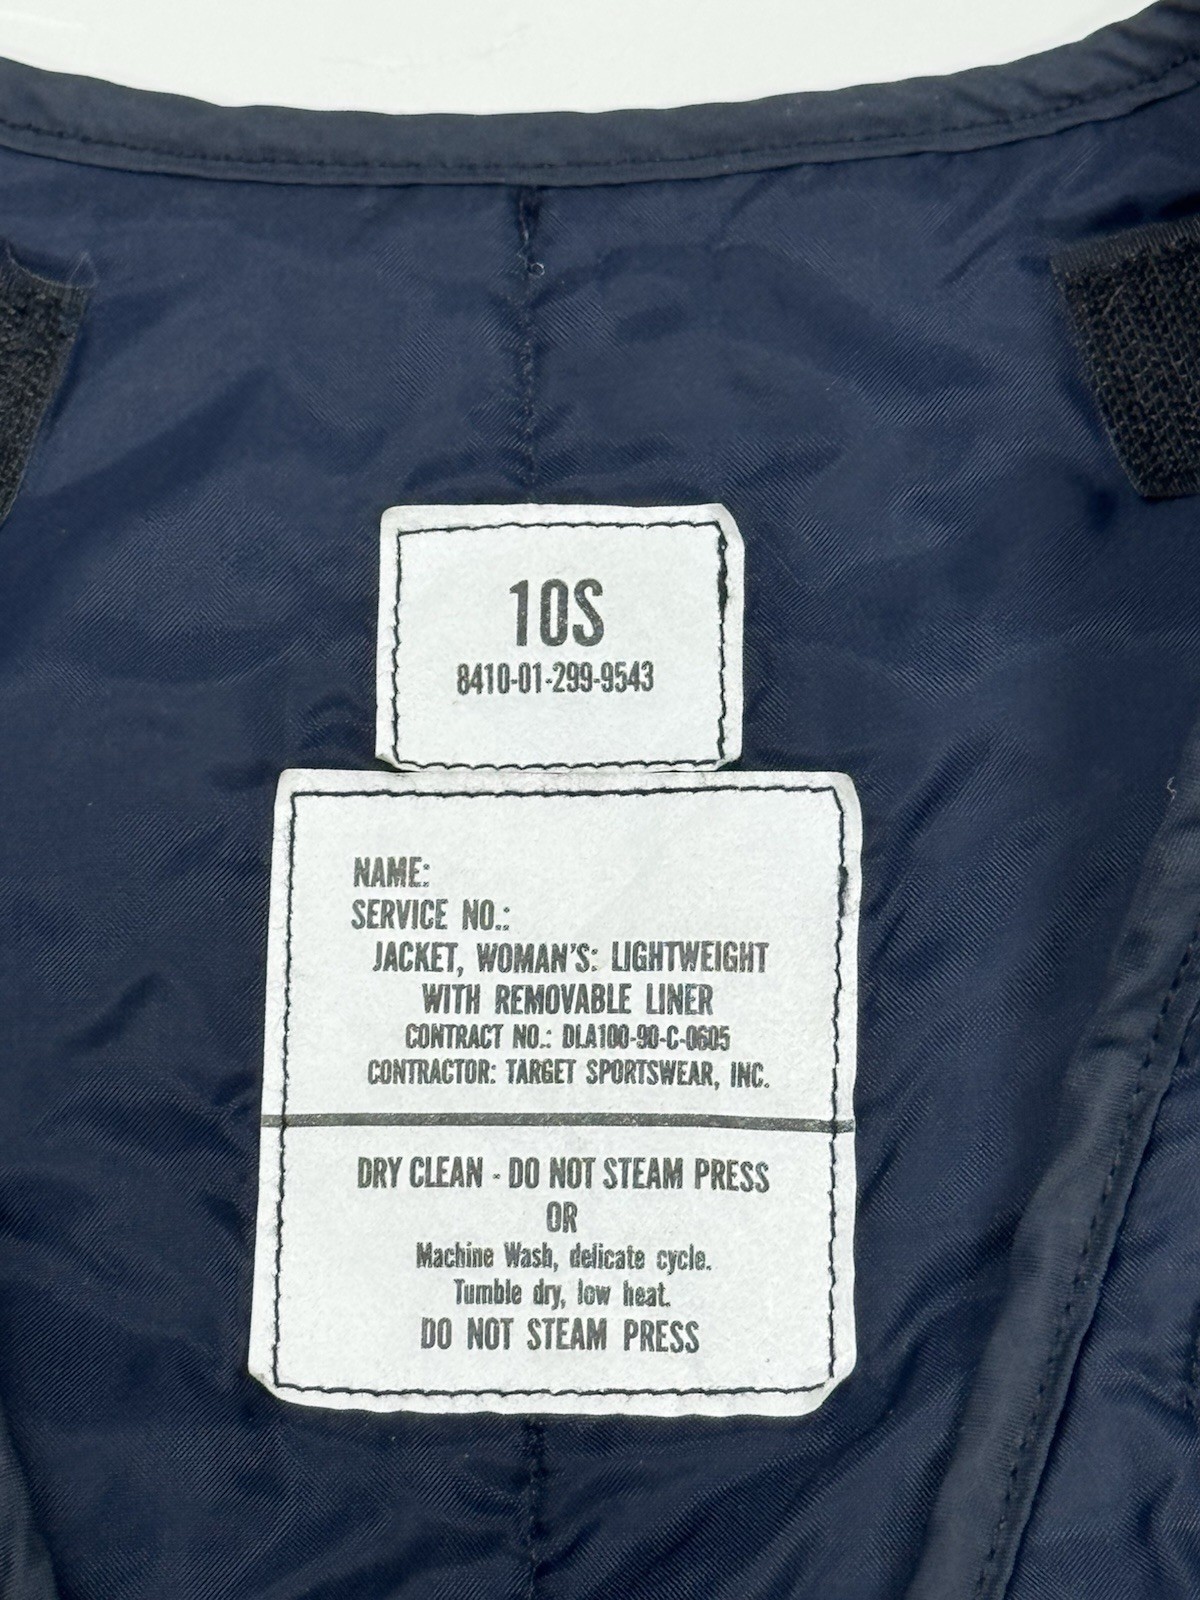 10S
8410-01-299-9543
NAME:
SERVICE NO.:
JACKET, WOMAN'S: LIGHTWEIGHT
WITH REMOVABLE LINER
CONTRACT NO.: DLA100-90-C-0605
CONTRACTOR: TARGET SPORTSWEAR, INC.
DRY CLEAN - DO NOT STEAM PRESS
OR
Machine Wash, delicate cycle.
Tumble dry, low heat.
DO NOT STEAM PRESS